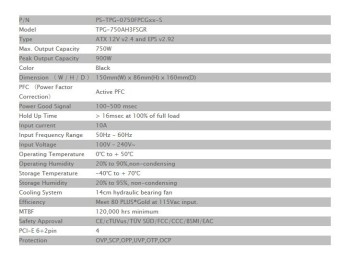 P/N PS-TPG-0750FPCGxx-S
Model TPG-750AH3FSGR
Type ATX 12V v2.4 and EPS v2.92
Max. Output Capacity 750W
Peak Output Capacity 900W
Color Black
Dimension （W / H / D） 150mm(W) x 86mm(H) x 160mm(D)
PFC （Power Factor
Correction) Active PFC
Power Good Signal 100-500 msec
Hold Up Time > 16msec at 100% of full load
Input current 10A
Input Frequency Range 50Hz – 60Hz
Input Voltage 100V - 240V~
Operating Temperature 0℃ to + 50℃
Operating Humidity 20% to 90%,non-condensing
Storage Temperature -40℃ to + 70℃
Storage Humidity 20% to 95%, non-condensing
Cooling System 14cm hydraulic bearing fan
Efficiency Meet 80 PLUS®Gold at 115Vac input.
MTBF 120,000 hrs minimum
Safety Approval CE/cTUVus/TÜV SÜD/FCC/CCC/BSMI/EAC
PCI-E 6+2pin 4
Protection OVP,SCP,OPP,UVP,OTP,OCP